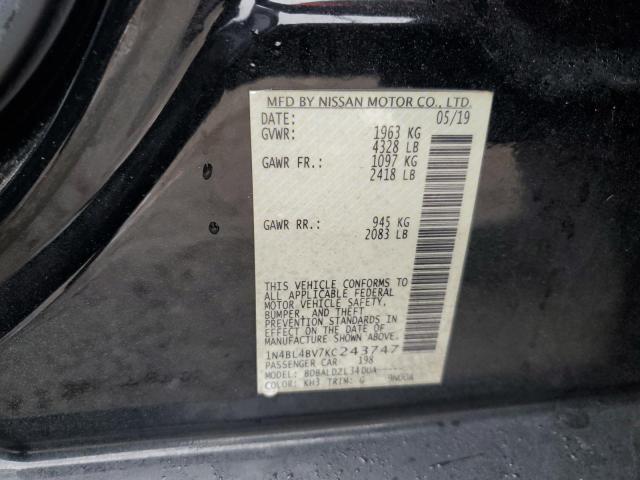 MFD BY NISSAN MOTOR CO., LTD.
DATE: 05/19
GVWR: 1963 KG
4328 LB
GAWR FR.: 1097 KG
2418 LB
GAWR RR.: 945 KG
2083 LB
THIS VEHICLE CONFORMS TO
ALL APPLICABLE FEDERAL
MOTOR VEHICLE SAFETY,
BUMPER, AND THEFT
PREVENTION STANDARDS
IN EFFECT ON THE DATE OF
MANUFACTURE SHOWN ABOVE.
1N4BL4BV7KC243747
PASSENGER CAR 198
MODEL: BDBALDZL34DUA
COLOR: KH3 TRIM: G